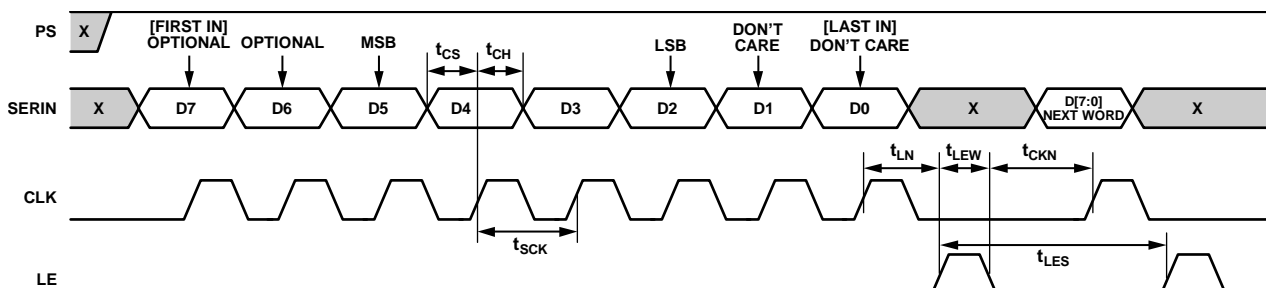 PS
X
[FIRST IN]
OPTIONAL
OPTIONAL
MSB
tCS
tCH
LSB
DON'T
CARE
[LAST IN]
DON'T CARE
SERIN
X
D7
D6
D5
D4
D3
D2
D1
D0
X
D[7:0]
NEXT WORD
X
tLN
tLEW
tCKN
CLK
tSCK
tLES
LE